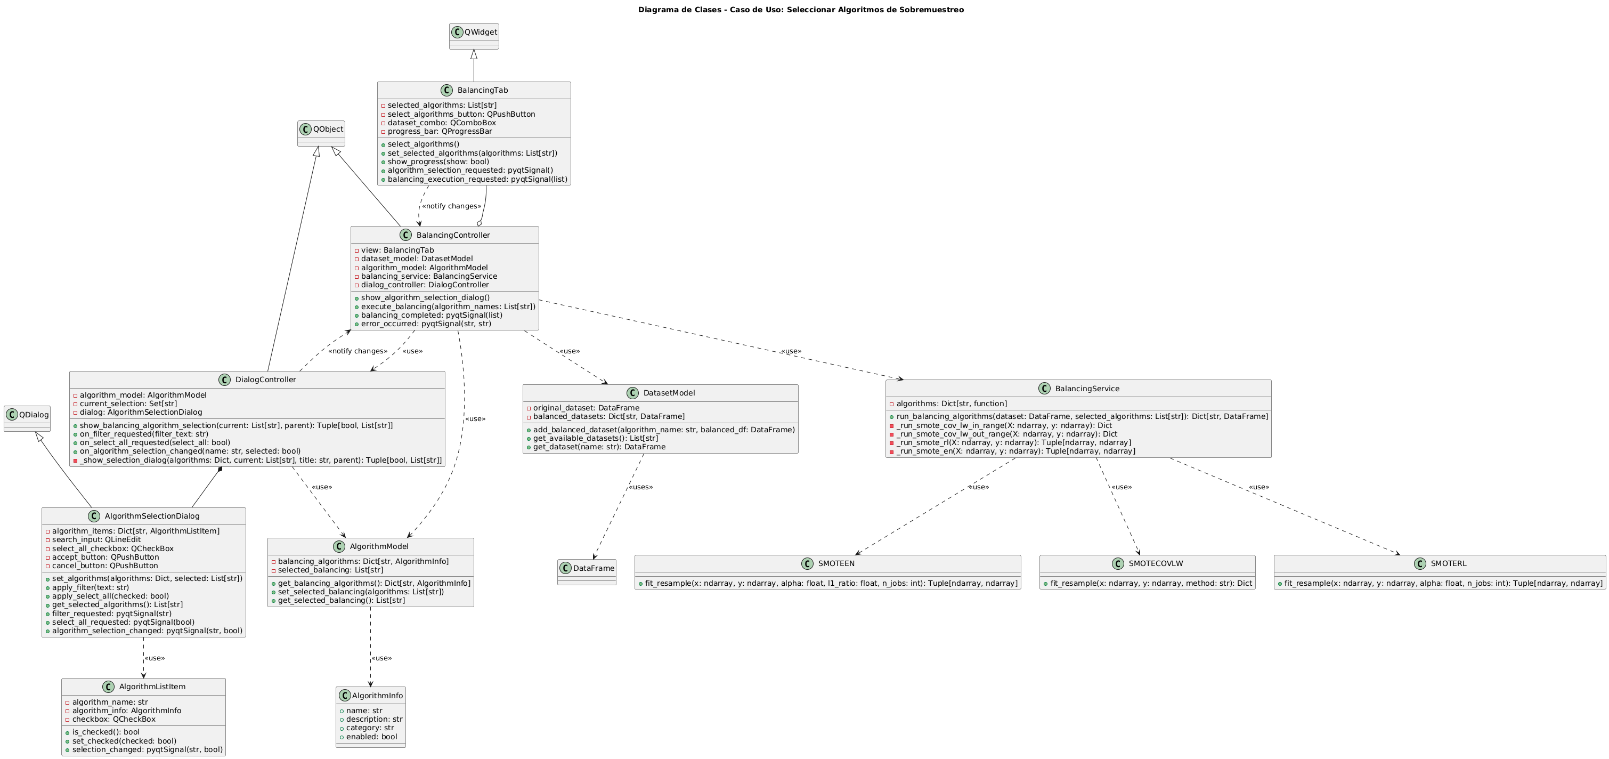 Diagrama de Clases - Caso de Uso: Seleccionar Algoritmos de Sobremuestreo
C QWidget
C BalancingTab
selected_algorithms: List[str]
select_algorithms_button: QPushButton
dataset_combo: QComboBox
progress_bar: QProgressBar
select_algorithms()
set_selected_algorithms(algorithms: List[str])
show_progress(show: bool)
algorithm_selection_requested: pyqtSignal()
balancing_execution_requested: pyqtSignal(list)
C QObject
«notify changes»
C BalancingController
view: BalancingTab
dataset_model: DatasetModel
algorithm_model: AlgorithmModel
balancing_service: BalancingService
dialog_controller: DialogController
show_algorithm_selection_dialog()
execute_balancing(algorithm_names: List[str])
balancing_completed: pyqtSignal(list)
error_occurred: pyqtSignal(str, str)
«notify changes»
«use»
«use»
«use»
«use»
C DialogController
algorithm_model: AlgorithmModel
current_selection: Set[str]
dialog: AlgorithmSelectionDialog
show_balancing_algorithm_selection(current: List[str], parent): Tuple[bool, List[str]]
on_filter_requested(filter_text: str)
on_select_all_requested(select_all: bool)
on_algorithm_selection_changed(name: str, selected: bool)
_show_selection_dialog(algorithms: Dict, current: List[str], title: str, parent): Tuple[bool, List[str]]
C QDialog
C DatasetModel
original_dataset: DataFrame
balanced_datasets: Dict[str, DataFrame]
add_balanced_dataset(algorithm_name: str, balanced_df: DataFrame)
get_available_datasets(): List[str]
get_dataset(name: str): DataFrame
C BalancingService
algorithms: Dict[str, function]
run_balancing_algorithms(dataset: DataFrame, selected_algorithms: List[str]): Dict[str, DataFrame]
_run_smote_cov_lw_in_range(X: ndarray, y: ndarray): Dict
_run_smote_cov_lw_out_range(X: ndarray, y: ndarray): Dict
_run_smote_rl(X: ndarray, y: ndarray): Tuple[ndarray, ndarray]
_run_smote_en(X: ndarray, y: ndarray): Tuple[ndarray, ndarray]
«use»
«uses»
«use»
«use»
«use»
C AlgorithmSelectionDialog
algorithm_items: Dict[str, AlgorithmListItem]
search_input: QLineEdit
select_all_checkbox: QCheckBox
accept_button: QPushButton
cancel_button: QPushButton
set_algorithms(algorithms: Dict, selected: List[str])
apply_filter(text: str)
apply_select_all(checked: bool)
get_selected_algorithms(): List[str]
filter_requested: pyqtSignal(str)
select_all_requested: pyqtSignal(bool)
algorithm_selection_changed: pyqtSignal(str, bool)
C AlgorithmModel
balancing_algorithms: Dict[str, AlgorithmInfo]
selected_balancing: List[str]
get_balancing_algorithms(): Dict[str, AlgorithmInfo]
set_selected_balancing(algorithms: List[str])
get_selected_balancing(): List[str]
C DataFrame
C SMOTEEN
fit_resample(x: ndarray, y: ndarray, alpha: float, l1_ratio: float, n_jobs: int): Tuple[ndarray, ndarray]
C SMOTECOVLW
fit_resample(x: ndarray, y: ndarray, method: str): Dict
C SMOTERL
fit_resample(x: ndarray, y: ndarray, alpha: float, n_jobs: int): Tuple[ndarray, ndarray]
«use»
«use»
C AlgorithmListItem
algorithm_name: str
algorithm_info: AlgorithmInfo
checkbox: QCheckBox
is_checked(): bool
set_checked(checked: bool)
selection_changed: pyqtSignal(str, bool)
C AlgorithmInfo
name: str
description: str
category: str
enabled: bool